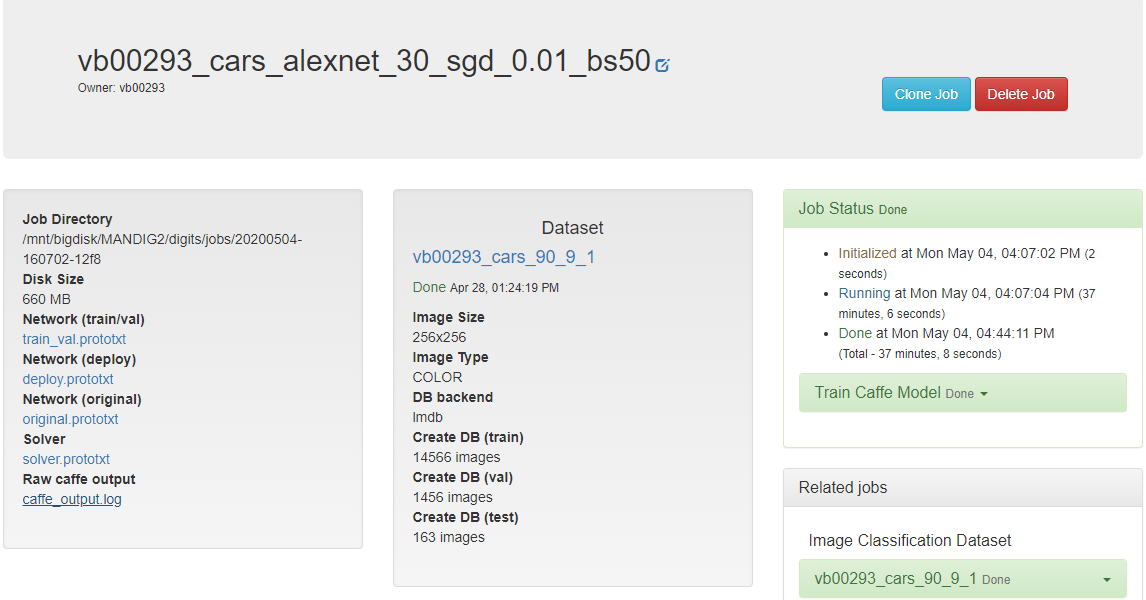 vb00293_cars_alexnet_30_sgd_0.01_bs50
Owner: vb00293
Clone Job
Delete Job
Job Directory
/mnt/bigdisk/MANDIG2/digits/jobs/20200504-
160702-12f8
Disk Size
660 MB
Network (train/val)
train_val.prototxt
Network (deploy)
deploy.prototxt
Network (original)
original.prototxt
Solver
solver.prototxt
Raw caffe output
caffe_output.log
Dataset
vb00293_cars_90_9_1
Done Apr 28, 01:24:19 PM
Image Size
256x256
Image Type
COLOR
DB backend
lmdb
Create DB (train)
14566 images
Create DB (val)
1456 images
Create DB (test)
163 images
Job Status Done
Initialized at Mon May 04, 04:07:02 PM (2
seconds)
Running at Mon May 04, 04:07:04 PM (37
minutes, 6 seconds)
Done at Mon May 04, 04:44:11 PM
(Total - 37 minutes, 8 seconds)
Train Caffe Model Done
Related jobs
Image Classification Dataset
vb00293_cars_90_9_1 Done